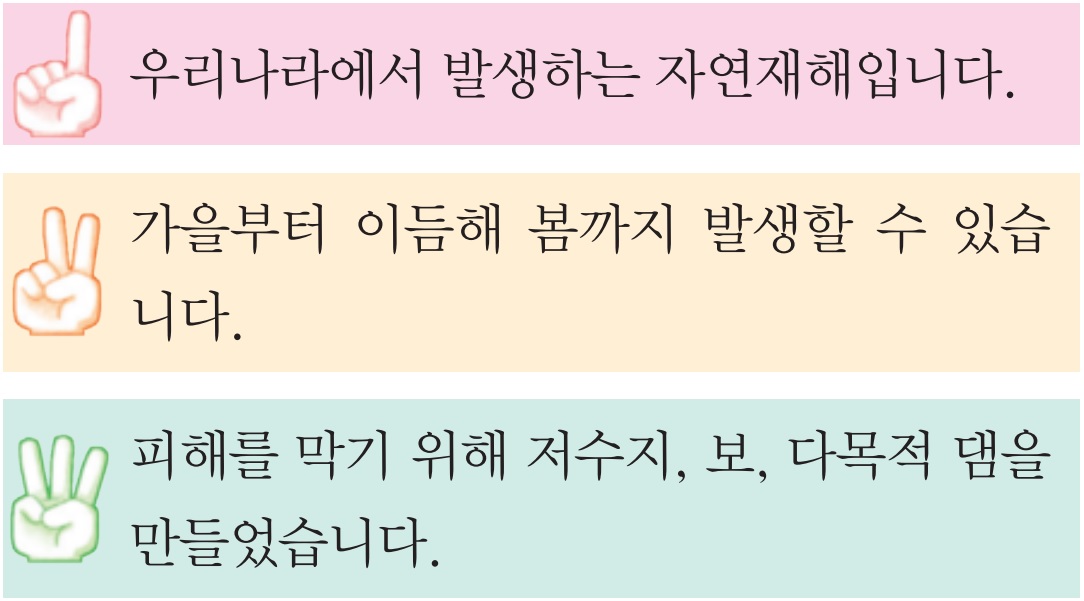 우리나라에서 발생하는 자연재해입니다.
가을부터 이듬해 봄까지 발생할 수 있습
니다.
피해를 막기 위해 저수지, 보, 다목적 댐을
만들었습니다.